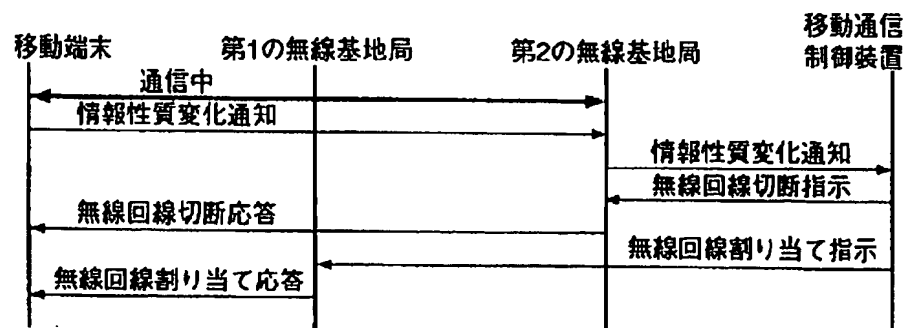 移動端末
第1の無線基地局
第2の無線基地局
移動通信
制御装置
通信中
情報性質変化通知
情報性質変化通知
無線回線切断指示
無線回線切断応答
無線回線割り当て指示
無線回線割り当て応答